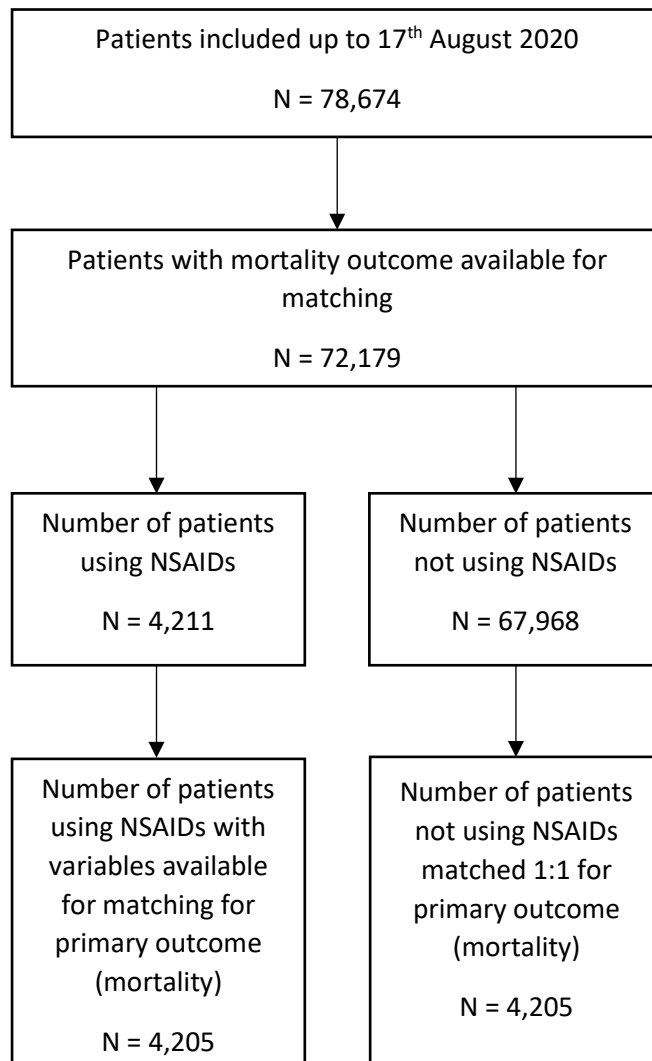 Patients included up to 17th August 2020
N = 78,674
Patients with mortality outcome available for
matching
N = 72,179
Number of patients
using NSAIDs
N = 4,211
Number of patients
not using NSAIDs
N = 67,968
Number of patients
using NSAIDs with
variables available
for matching for
primary outcome
(mortality)
N = 4,205
Number of patients
not using NSAIDs
matched 1:1 for
primary outcome
(mortality)
N = 4,205